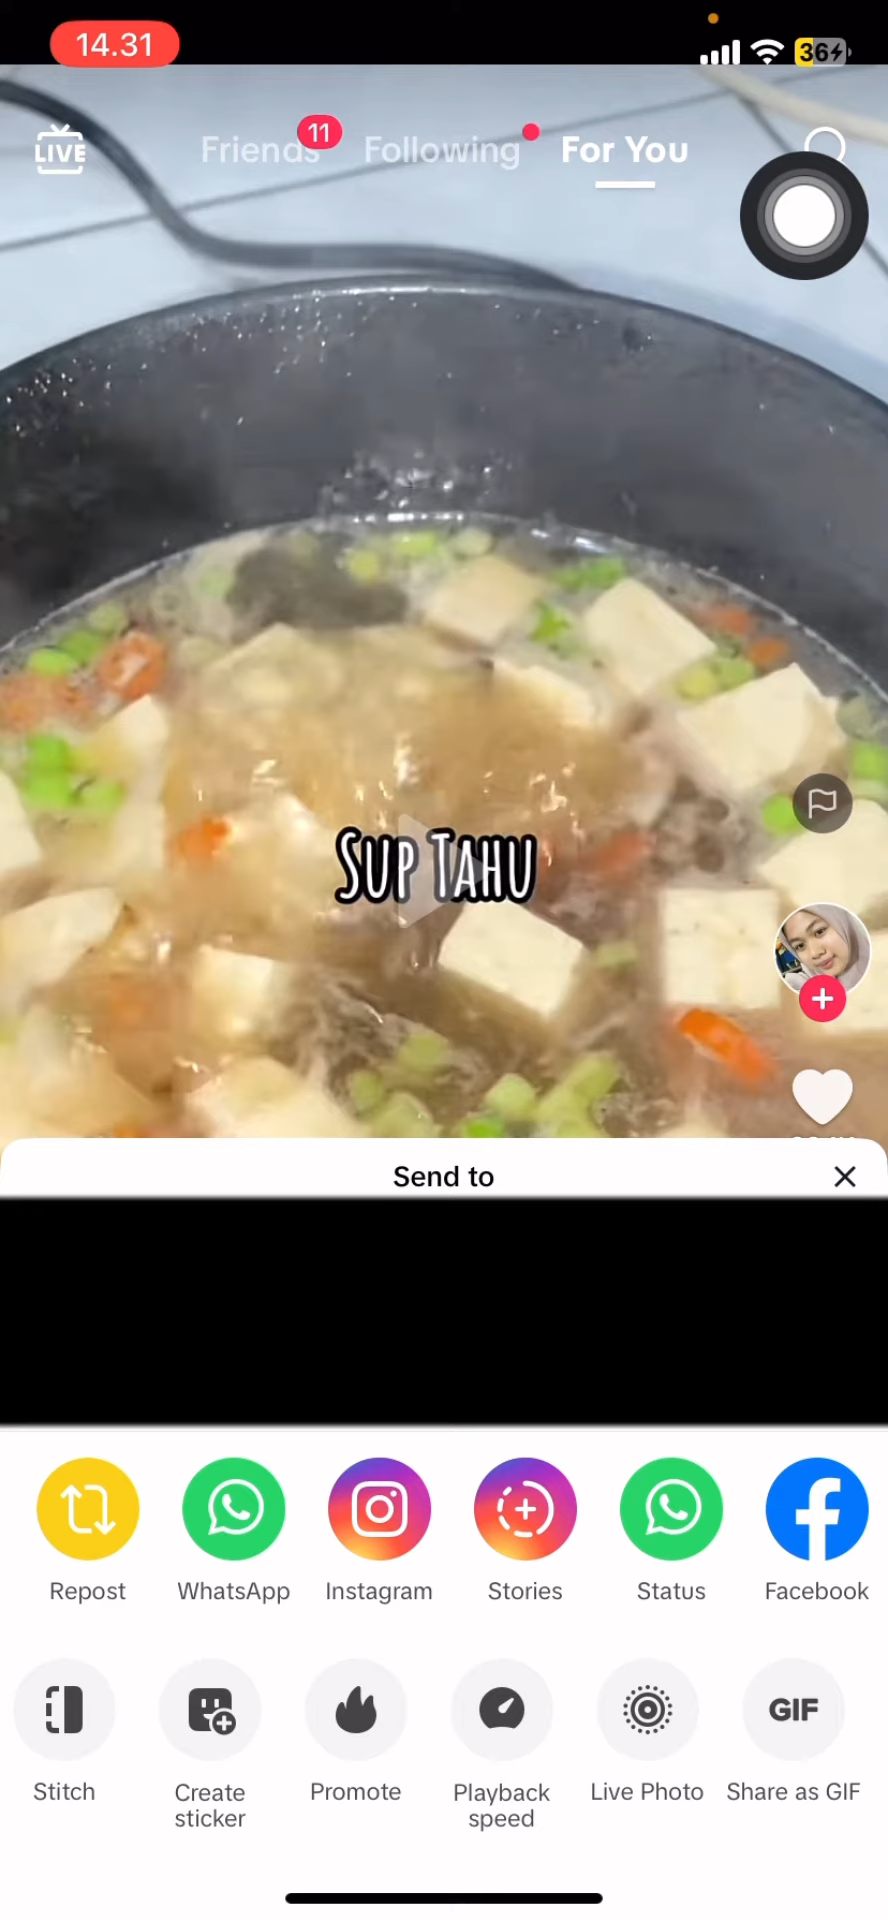 14.31
36
LIVE
Friends 11
Following
For You
SUP TAHU
Send to
Repost
WhatsApp
Instagram
Stories
Status
Facebook
GIF
Stitch
Create
sticker
Promote
Playback
speed
Live Photo
Share as GIF